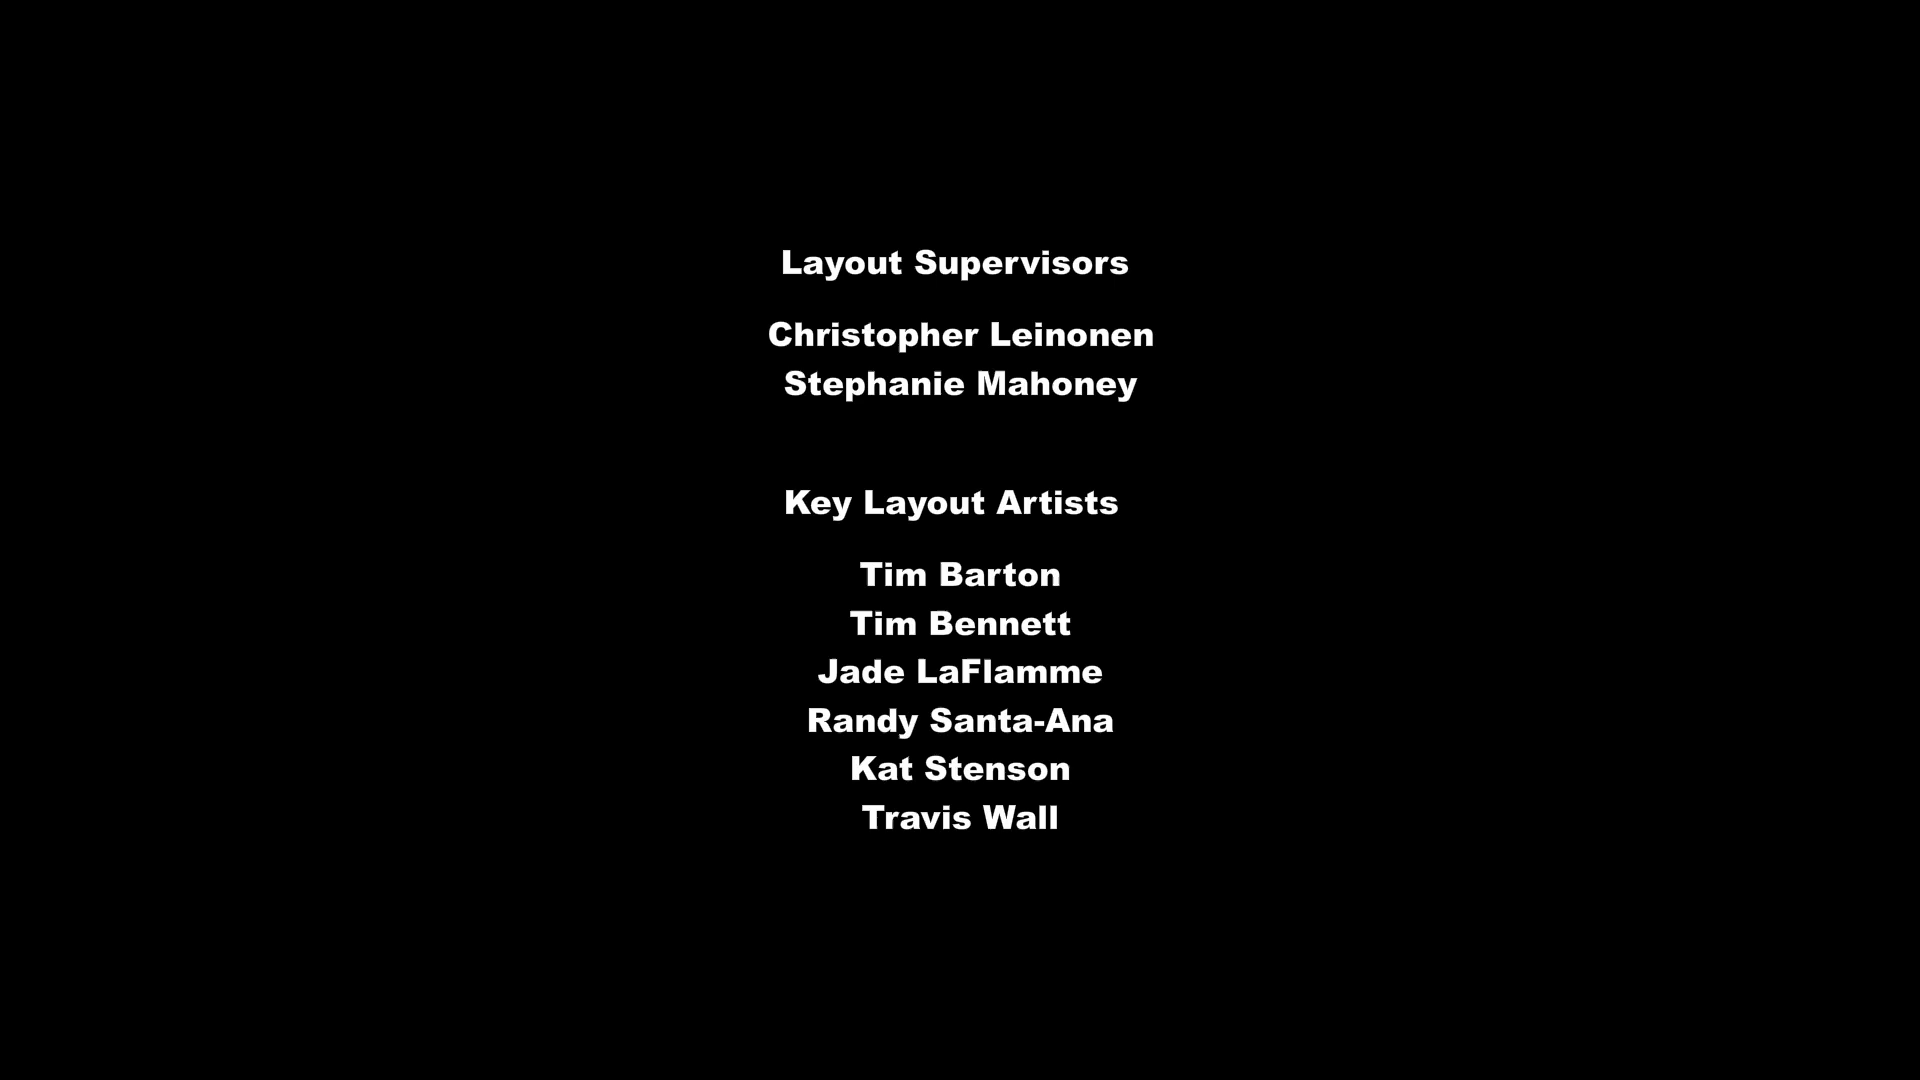 Layout Supervisors
Christopher Leinonen
Stephanie Mahoney
Key Layout Artists
Tim Barton
Tim Bennett
Jade LaFlamme
Randy Santa-Ana
Kat Stenson
Travis Wall